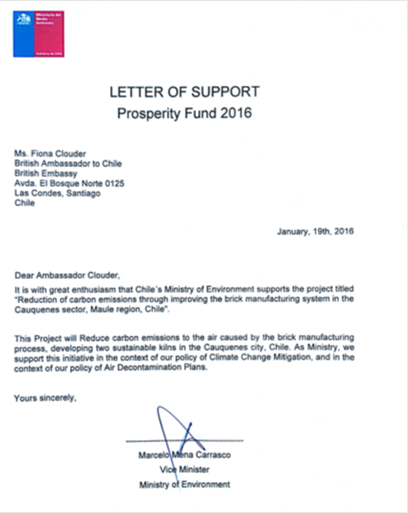 Ministerio del
Medio
Ambiente
Gobierno de Chile
LETTER OF SUPPORT
Prosperity Fund 2016
Ms. Fiona Clouder
British Ambassador to Chile
British Embassy
Avda. El Bosque Norte 0125
Las Condes, Santiago
Chile
January, 19th, 2016
Dear Ambassador Clouder,
It is with great enthusiasm that Chile´s Ministry of Environment supports the project titled
"Reduction of carbon emissions through improving the brick manufacturing system in the
Cauquenes sector, Maule region, Chile".
This Project will Reduce carbon emissions to the air caused by the brick manufacturing
process, developing two sustainable kilns in the Cauquenes city, Chile. As Ministry, we
support this initiative in the context of our policy of Climate Change Mitigation, and in the
context of our policy of Air Decontamination Plans.
Yours sincerely,
Marcelo Mena Carrasco
Vice Minister
Ministry of Environment